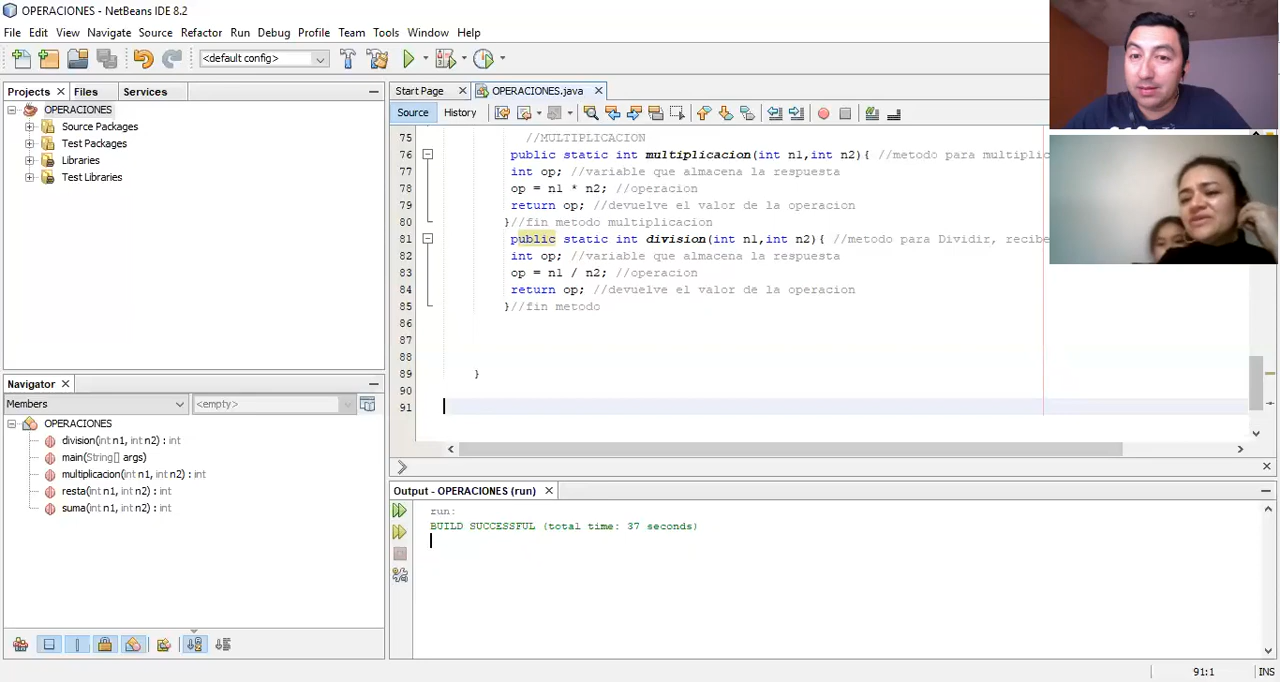 OPERACIONES - NetBeans IDE 8.2
File Edit View Navigate Source Refactor Run Debug Profile Team Tools Window Help
<default config>
Projects Files Services
Start Page OPERACIONES.java
Source History
OPERACIONES
Source Packages
Test Packages
Libraries
Test Libraries
75 //MULTIPLICACION
76 public static int multiplicacion(int n1,int n2){ //metodo para multiplic
77 int op; //variable que almacena la respuesta
78 op = n1 * n2; //operacion
79 return op; //devuelve el valor de la operacion
80 }//fin metodo multiplicacion
81 public static int division(int n1,int n2){ //metodo para Dividir, recibe
82 int op; //variable que almacena la respuesta
83 op = n1 / n2; //operacion
84 return op; //devuelve el valor de la operacion
85 }//fin metodo
86
87
88
89 }
90
91
Navigator
Members <empty>
OPERACIONES
division(int n1, int n2) : int
main(String[] args)
multiplicacion(int n1, int n2) : int
resta(int n1, int n2) : int
suma(int n1, int n2) : int
Output - OPERACIONES (run)
run:
BUILD SUCCESSFUL (total time: 37 seconds)
91:1 INS